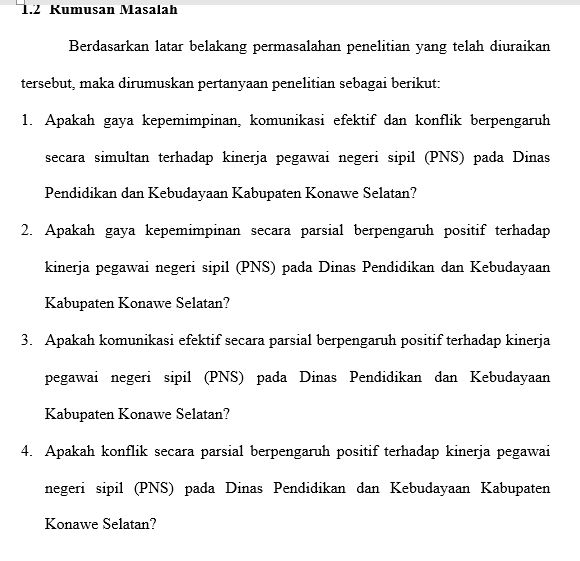 1.2 Rumusan Masalah
Berdasarkan latar belakang permasalahan penelitian yang telah diuraikan
tersebut, maka dirumuskan pertanyaan penelitian sebagai berikut:
1. Apakah gaya kepemimpinan, komunikasi efektif dan konflik berpengaruh
secara simultan terhadap kinerja pegawai negeri sipil (PNS) pada Dinas
Pendidikan dan Kebudayaan Kabupaten Konawe Selatan?
2. Apakah gaya kepemimpinan secara parsial berpengaruh positif terhadap
kinerja pegawai negeri sipil (PNS) pada Dinas Pendidikan dan Kebudayaan
Kabupaten Konawe Selatan?
3. Apakah komunikasi efektif secara parsial berpengaruh positif terhadap kinerja
pegawai negeri sipil (PNS) pada Dinas Pendidikan dan Kebudayaan
Kabupaten Konawe Selatan?
4. Apakah konflik secara parsial berpengaruh positif terhadap kinerja pegawai
negeri sipil (PNS) pada Dinas Pendidikan dan Kebudayaan Kabupaten
Konawe Selatan?